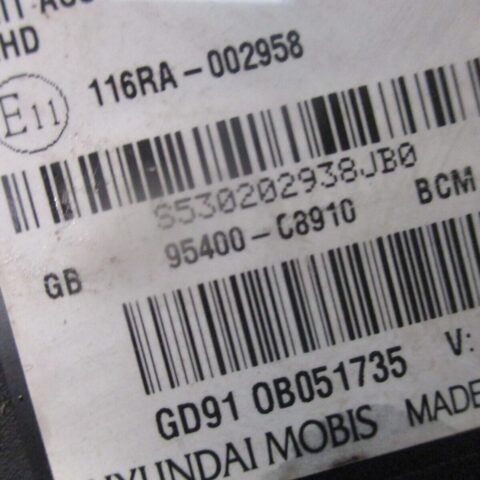 HD
E11 116RA-002958
S530202938JB0
GB 95400-C8910 BCM
GD91 0B051735 V:
HYUNDAI MOBIS MADE